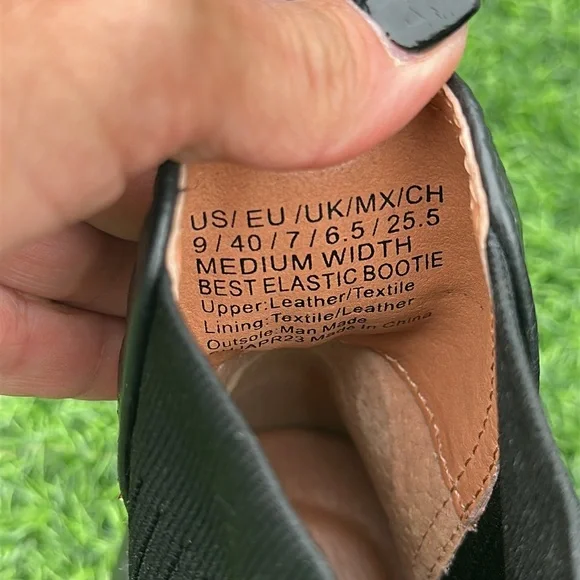 US/ EU /UK/MX/CH
9 / 40 / 7 / 6.5 / 25.5
MEDIUM WIDTH
BEST ELASTIC BOOTIE
Upper:Leather/Textile
Lining:Textile/Leather
Outsole:Man Made
Made In China